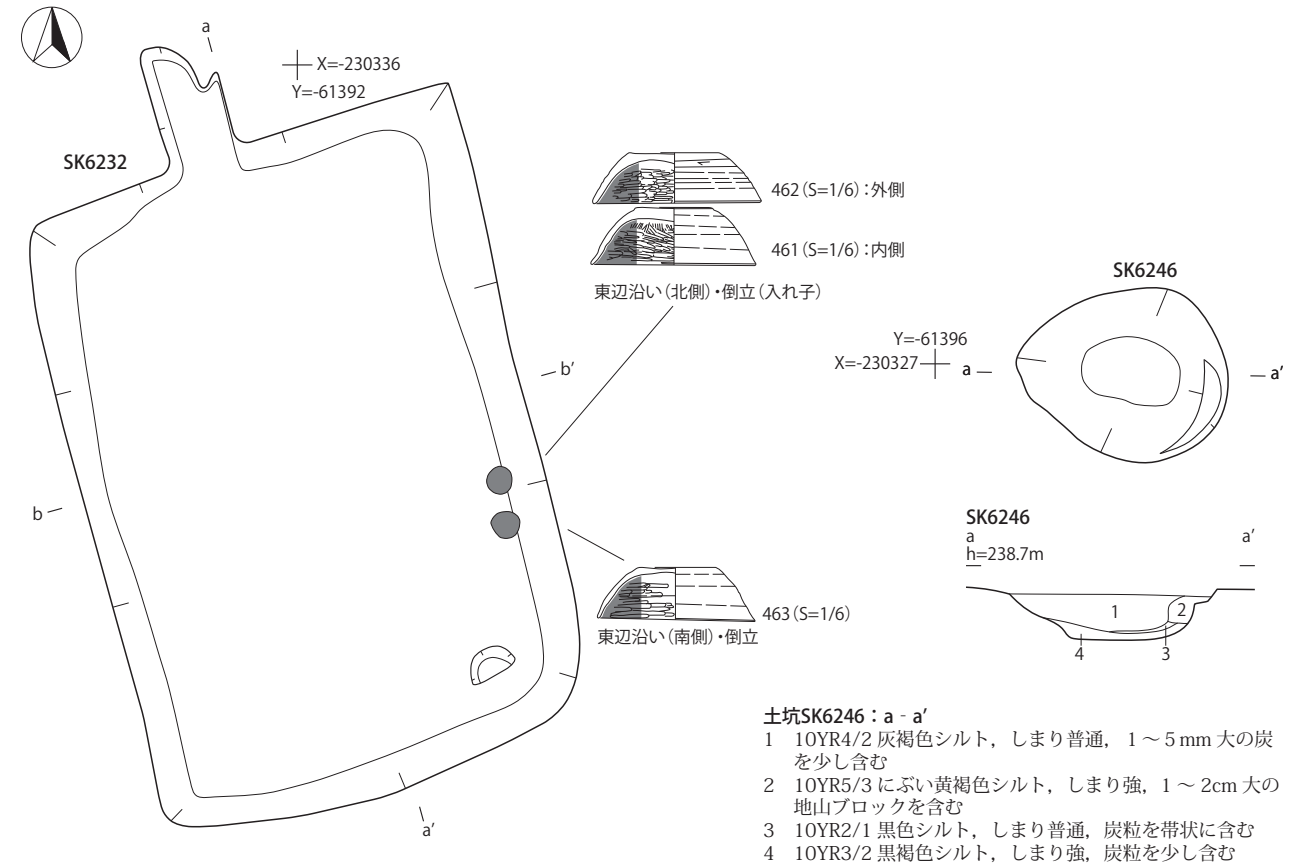 a
X=-230336
Y=-61392
SK6232
462(S=1/6):外側
461(S=1/6):内側
東辺沿い(北側)・倒立(入れ子)
b′
b
463(S=1/6)
東辺沿い(南側)・倒立
a′
SK6246
Y=-61396
X=-230327
a
a′
SK6246
a
a′
h=238.7m
1
2
4
3
土坑SK6246:a‐a′
1 10YR4/2 灰褐色シルト,しまり普通,1〜5mm 大の炭
を少し含む
2 10YR5/3 にぶい黄褐色シルト,しまり強,1〜2cm 大の
地山ブロックを含む
3 10YR2/1 黒色シルト,しまり普通,炭粒を帯状に含む
4 10YR3/2 黒褐色シルト,しまり強,炭粒を少し含む